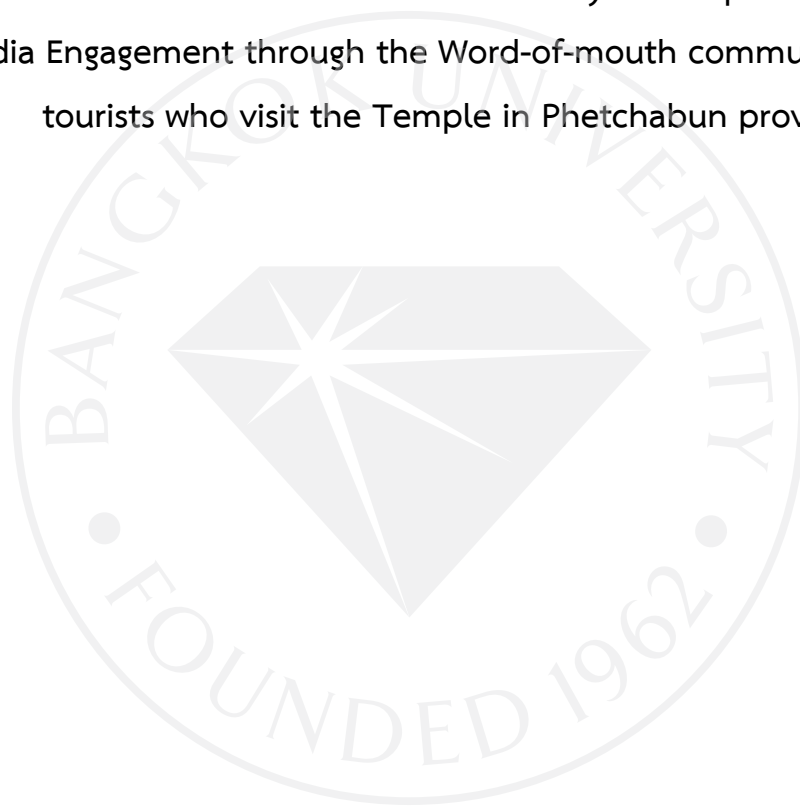 dia Engagement through the Word-of-mouth commu
tourists who visit the Temple in Phetchabun prov
BANGKOK UNIVERSITY
FOUNDED 1962